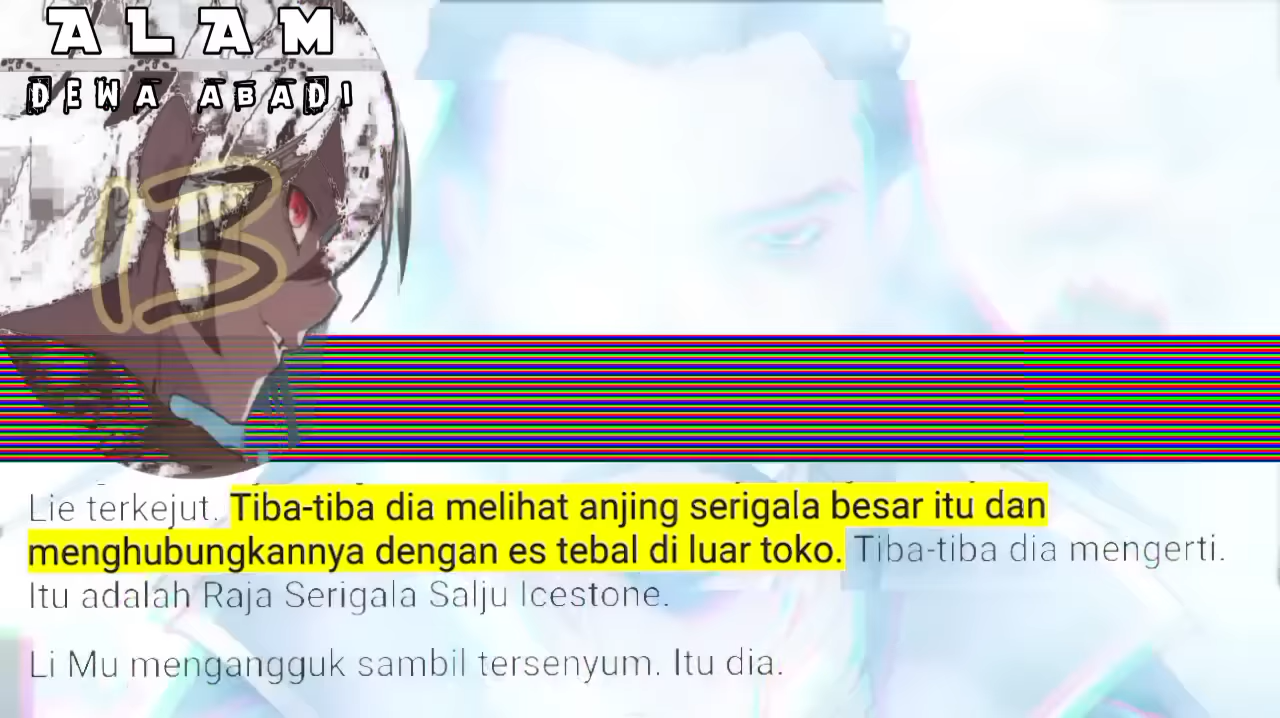 ALAM
DEWA ABADI
13
Lie terkejut. Tiba-tiba dia melihat anjing serigala besar itu dan
menghubungkannya dengan es tebal di luar toko. Tiba-tiba dia mengerti.
Itu adalah Raja Serigala Salju Icestone.
Li Mu mengangguk sambil tersenyum. Itu dia.